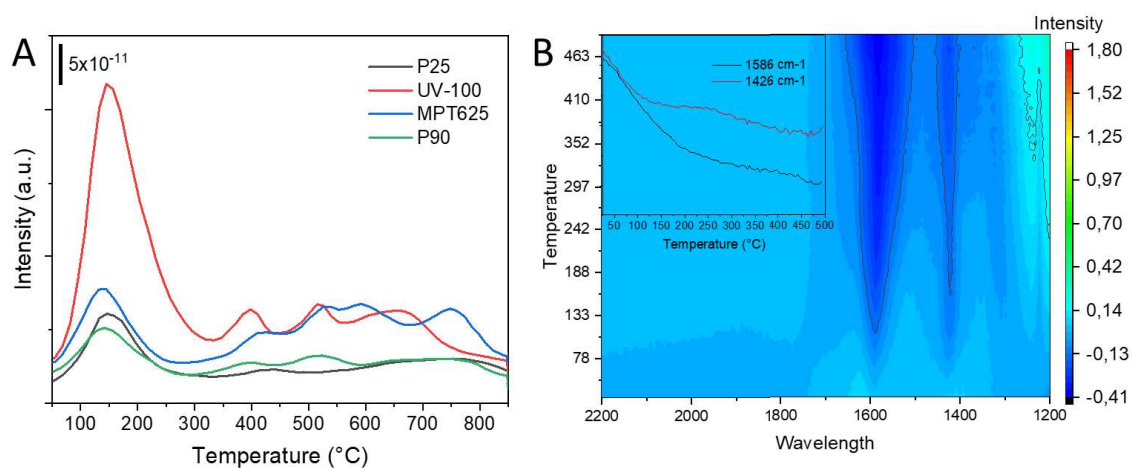 A
5x10⁻¹¹
P25
UV-100
MPT625
P90
Intensity (a.u.)
100 200 300 400 500 600 700 800
Temperature (°C)
B
Intensity
1,80
1,52
1,25
0,97
0,70
0,42
0,14
-0,13
-0,41
463
410
352
297
242
188
133
78
Temperature
1586 cm-1
1426 cm-1
50 100 150 200 250 300 350 400 450 500
Temperature (°C)
2200 2000 1800 1600 1400 1200
Wavelength